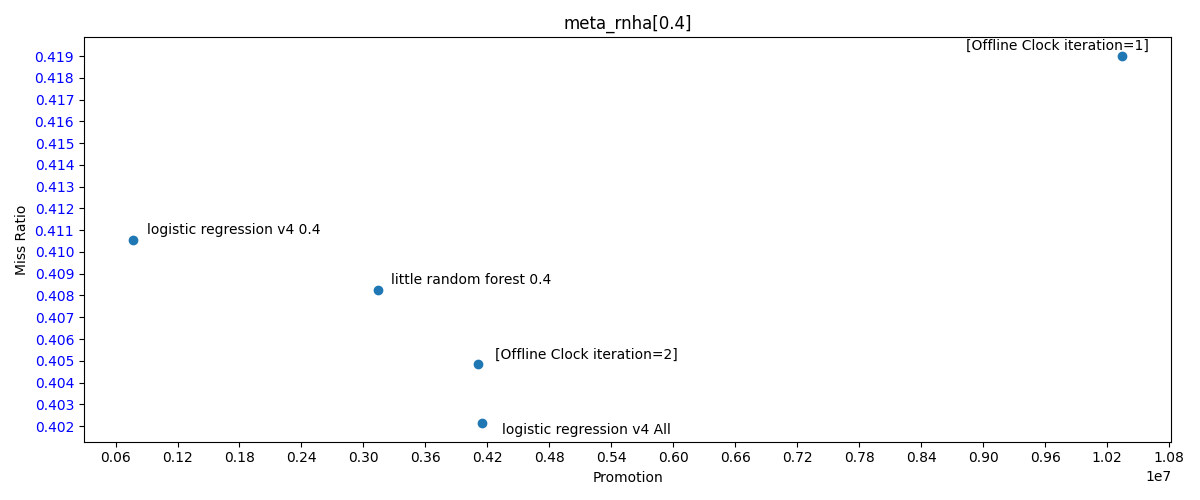 meta_rnha[0.4]
[Offline Clock iteration=1]
0.419
0.418
0.417
0.416
0.415
0.414
0.413
0.412
0.411
0.410
0.409
0.408
0.407
0.406
0.405
0.404
0.403
0.402
Miss Ratio
logistic regression v4 0.4
little random forest 0.4
[Offline Clock iteration=2]
logistic regression v4 All
0.06 0.12 0.18 0.24 0.30 0.36 0.42 0.48 0.54 0.60 0.66 0.72 0.78 0.84 0.90 0.96 1.02 1.08
Promotion
1e7